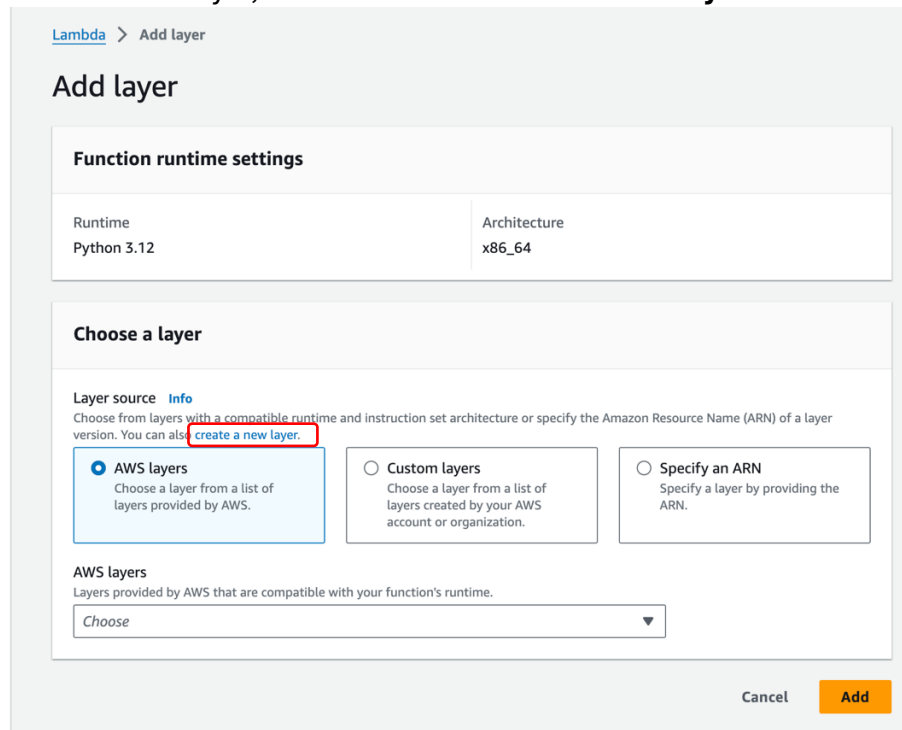 Lambda > Add layer
Add layer
Function runtime settings
Runtime
Python 3.12
Architecture
x86_64
Choose a layer
Layer source Info
Choose from layers with a compatible runtime and instruction set architecture or specify the Amazon Resource Name (ARN) of a layer
version. You can also create a new layer.
AWS layers
Choose a layer from a list of
layers provided by AWS.
Custom layers
Choose a layer from a list of
layers created by your AWS
account or organization.
Specify an ARN
Specify a layer by providing the
ARN.
AWS layers
Layers provided by AWS that are compatible with your function's runtime.
Choose
Cancel
Add